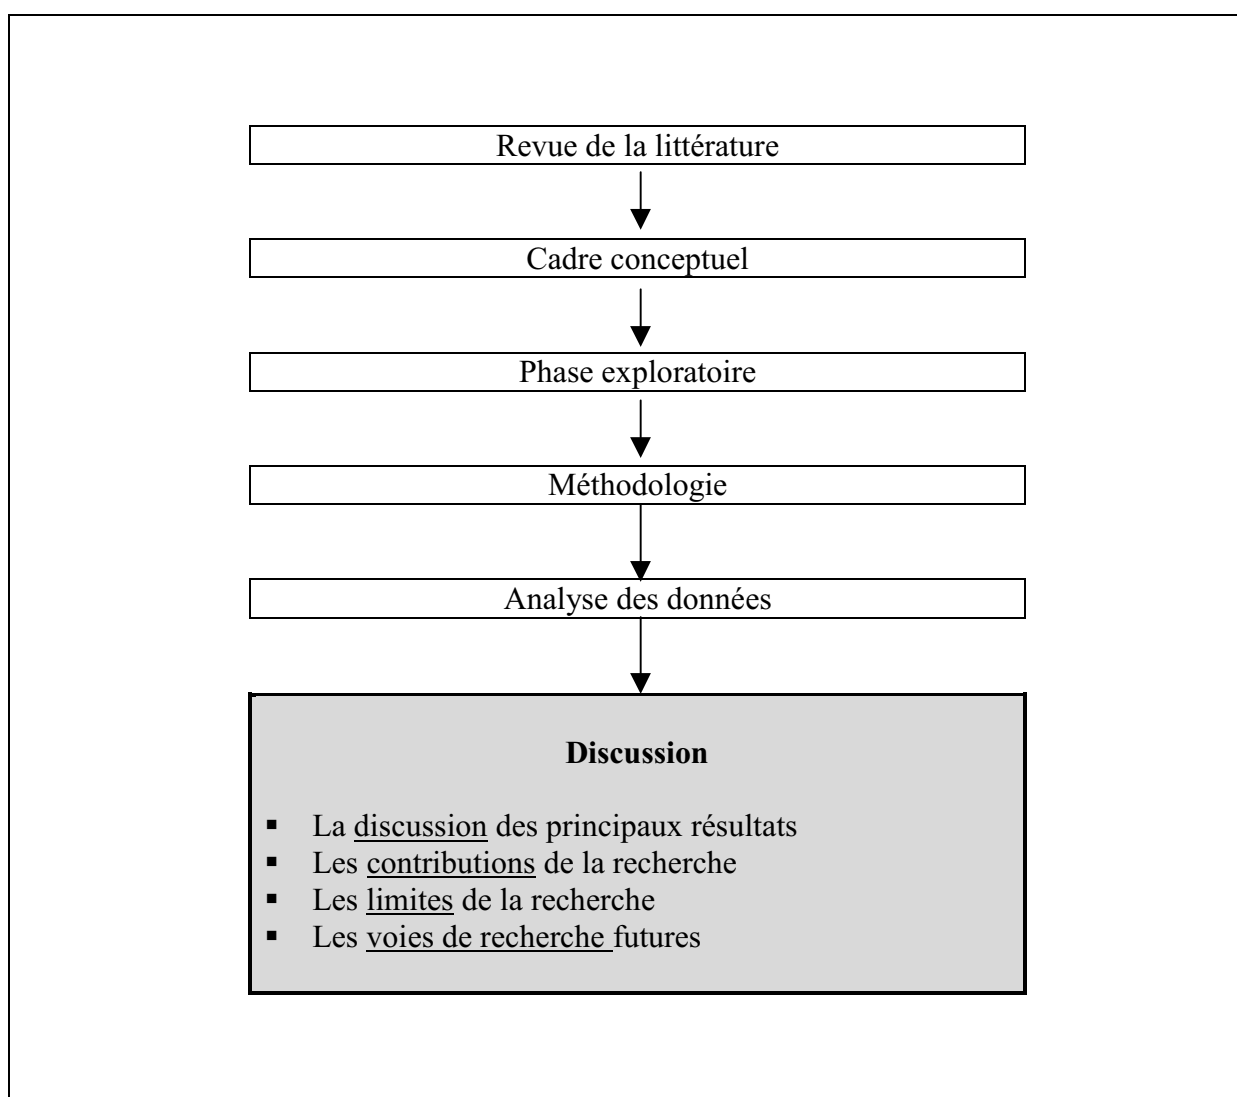 Revue de la littérature
Cadre conceptuel
Phase exploratoire
Méthodologie
Analyse des données
Discussion
▪ La discussion des principaux résultats
▪ Les contributions de la recherche
▪ Les limites de la recherche
▪ Les voies de recherche futures